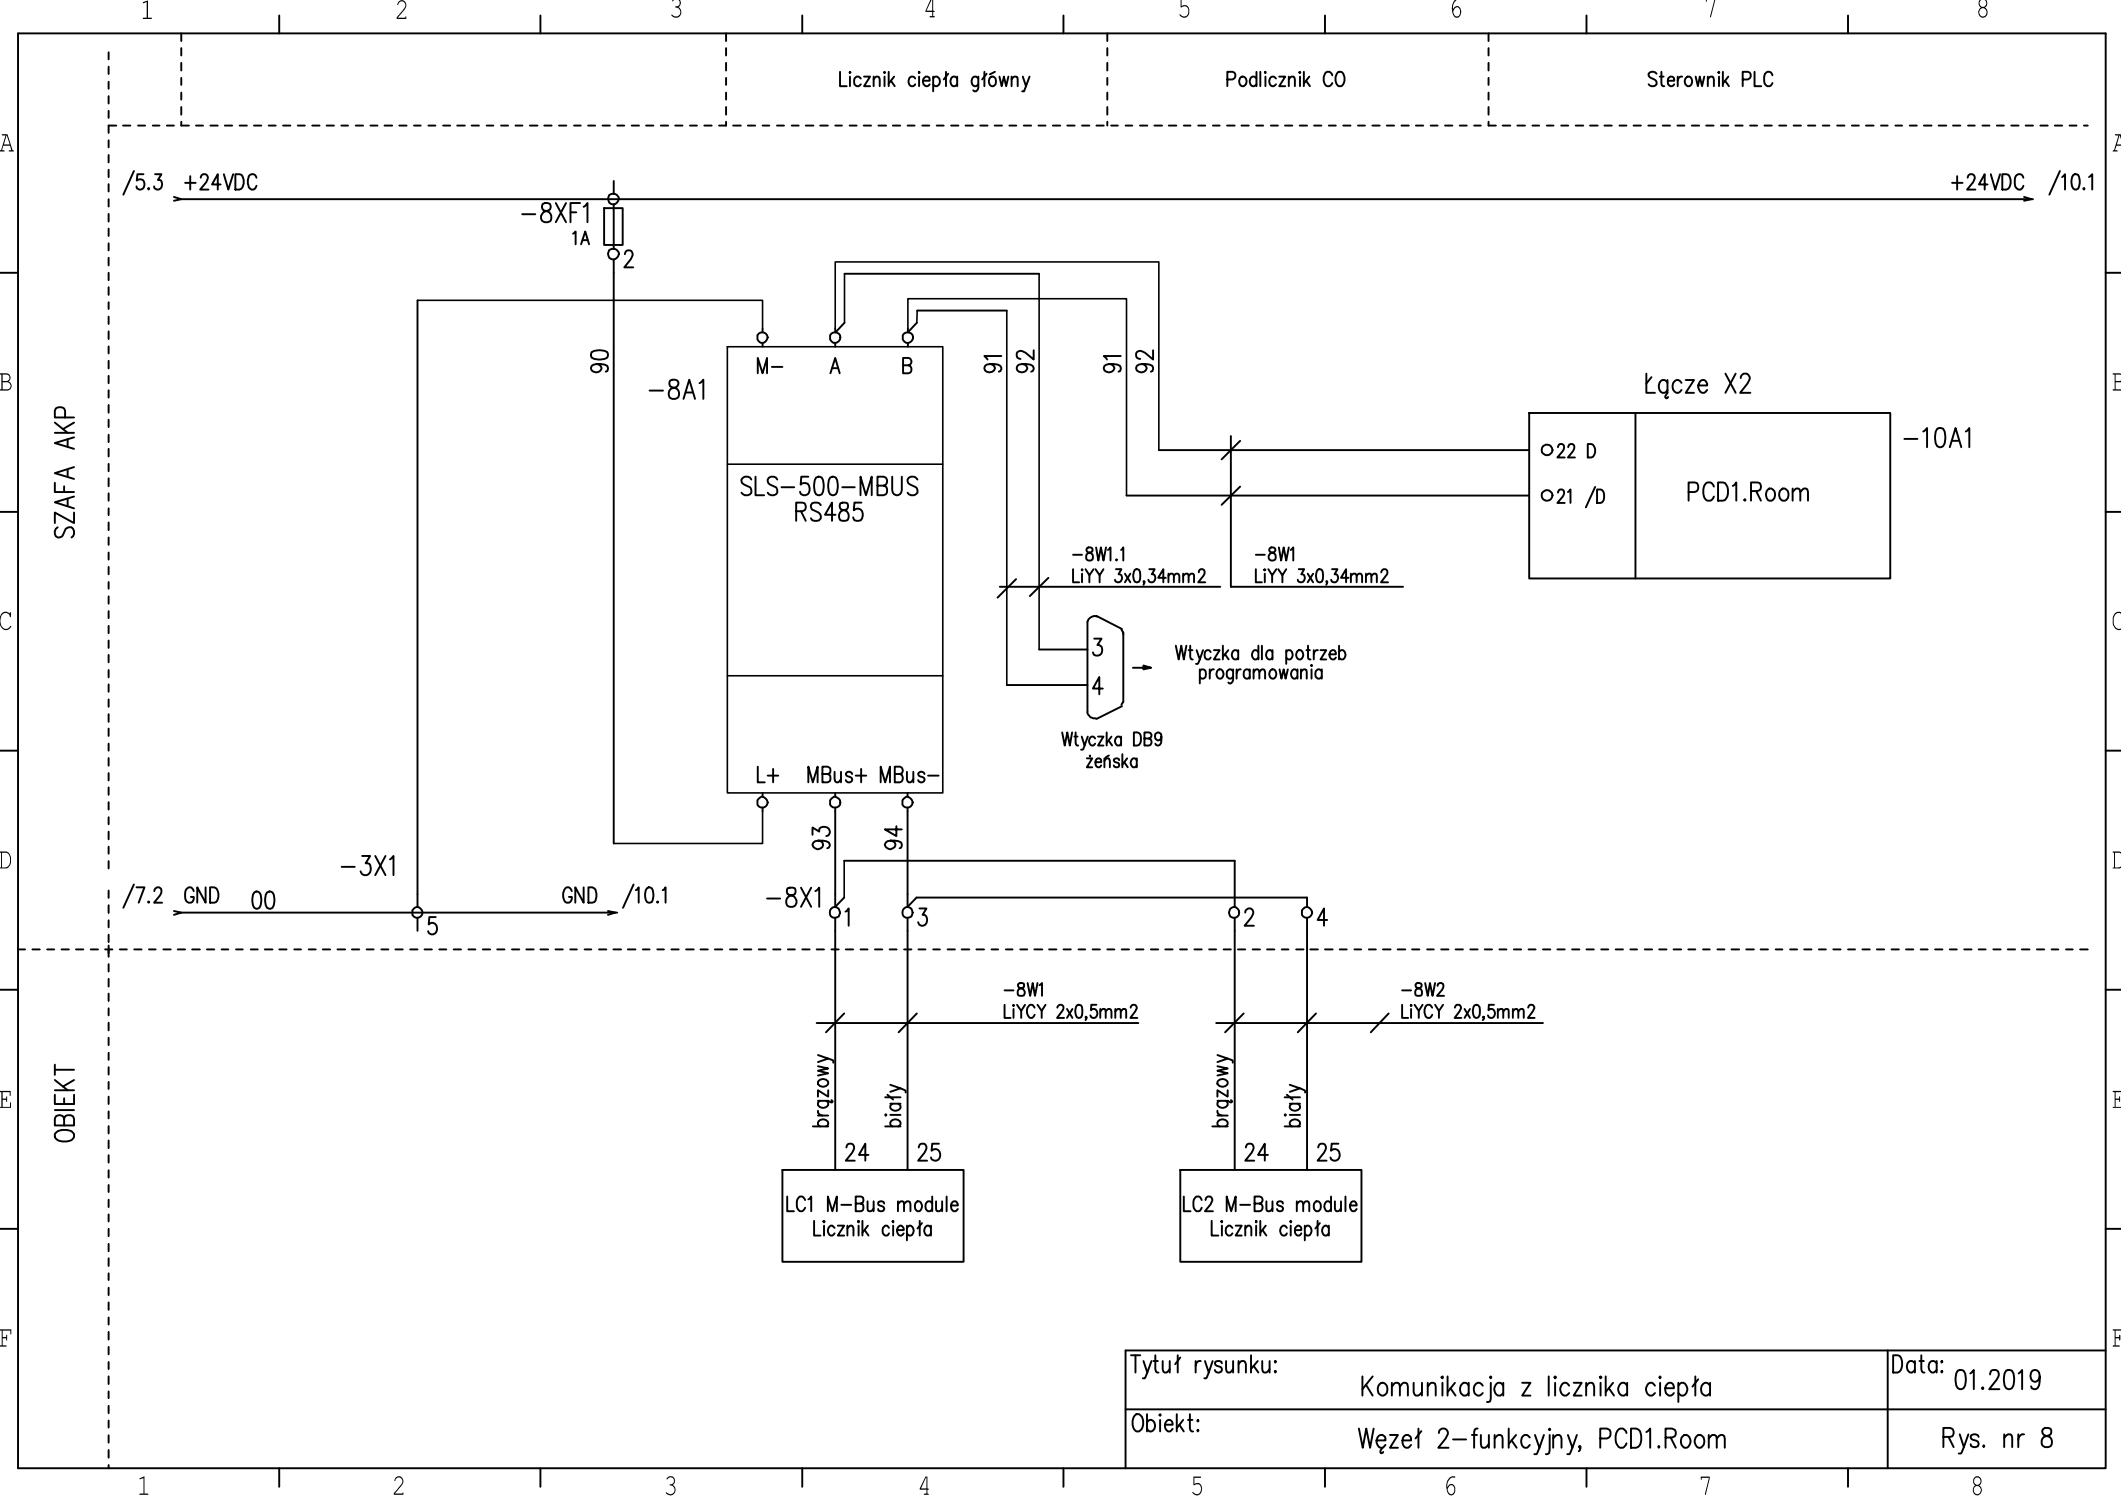 1 2 3 4 5 6 7 8
Licznik ciepła główny
Podlicznik CO
Sterownik PLC
A
A
/5.3 +24VDC
+24VDC /10.1
-8XF1
1A
2
90
M- A B
-8A1
91
92
91
92
B
B
SZAFA AKP
Łącze X2
-10A1
22 D
21 /D
PCD1.Room
SLS-500-MBUS
RS485
-8W1.1
LiYY 3x0,34mm2
-8W1
LiYY 3x0,34mm2
C
C
3
4
Wtyczka dla potrzeb
programowania
Wtyczka DB9
żeńska
L+ MBus+ MBus-
93
94
D
D
-3X1
/7.2 GND 00
GND /10.1
5
-8X1
1
3
2
4
-8W1
LiYCY 2x0,5mm2
-8W2
LiYCY 2x0,5mm2
OBIEKT
E
E
brązowy
biały
brązowy
biały
24
25
24
25
LC1 M-Bus module
Licznik ciepła
LC2 M-Bus module
Licznik ciepła
F
F
Tytuł rysunku:
Komunikacja z licznika ciepła
Data:
01.2019
Obiekt:
Węzeł 2-funkcyjny, PCD1.Room
Rys. nr 8
1 2 3 4 5 6 7 8